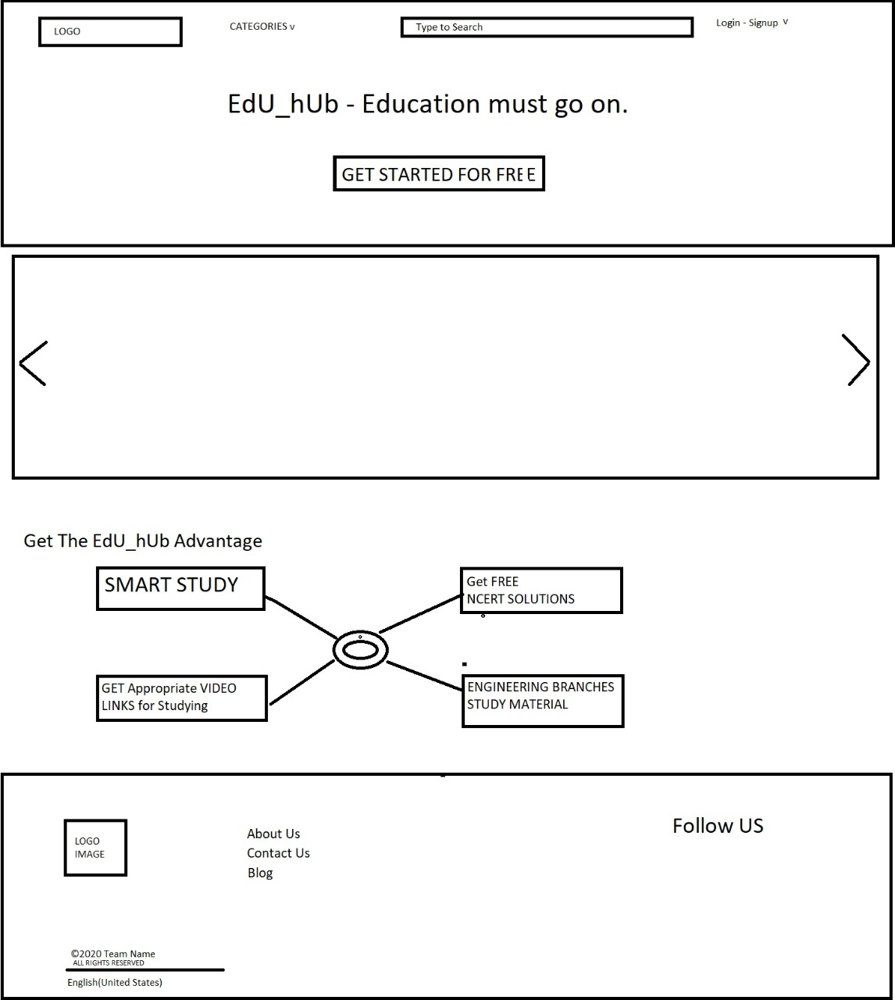 LOGO
CATEGORIES v
Type to Search
Login - Signup v
EdU_hUb - Education must go on.
GET STARTED FOR FREE
Get The EdU_hUb Advantage
SMART STUDY
Get FREE
NCERT SOLUTIONS
GET Appropriate VIDEO
LINKS for Studying
ENGINEERING BRANCHES
STUDY MATERIAL
LOGO
IMAGE
About Us
Contact Us
Blog
Follow US
©2020 Team Name
ALL RIGHTS RESERVED
English(United States)